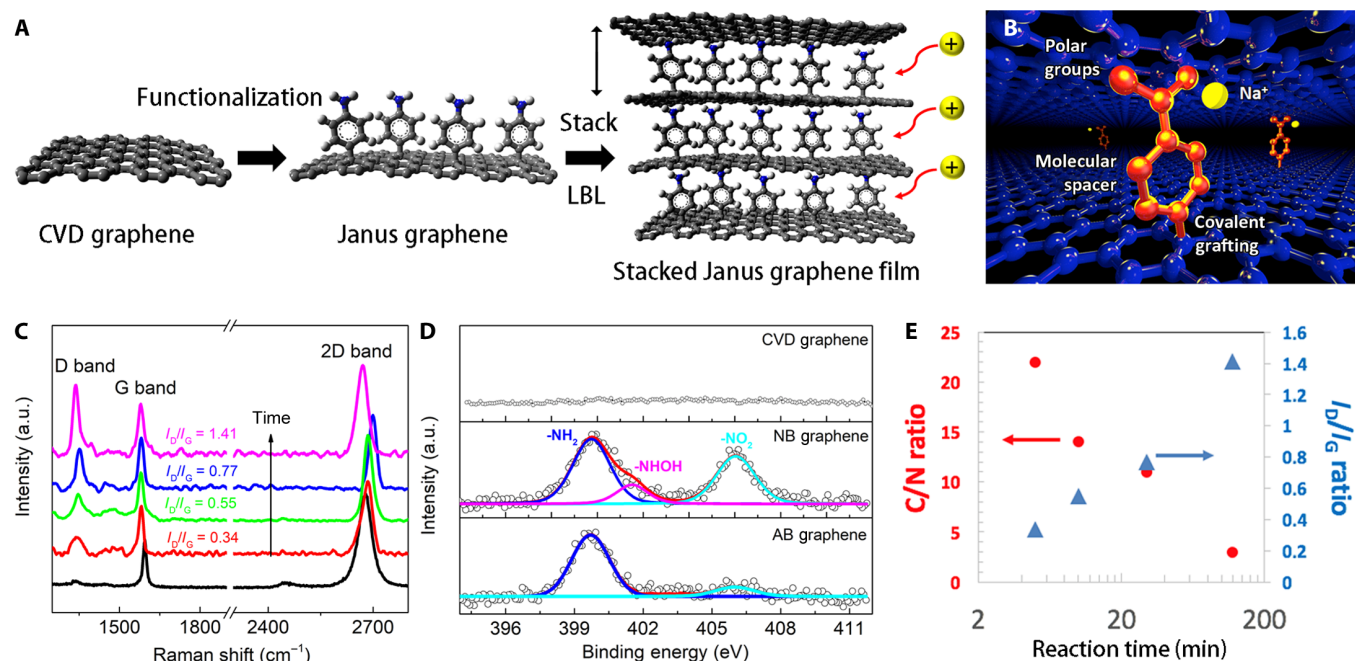 A
Functionalization
CVD graphene
Janus graphene
Stack
LBL
Stacked Janus graphene film
+
+
+
B
Polar
groups
Na⁺
Molecular
spacer
Covalent
grafting
C
D band
G band
2D band
Time
I_D/I_G = 1.41
I_D/I_G = 0.77
I_D/I_G = 0.55
I_D/I_G = 0.34
Intensity (a.u.)
1500 1800 2400 2700
Raman shift (cm⁻¹)
D
CVD graphene
NB graphene
-NH₂
-NHOH
-NO₂
AB graphene
Intensity (a.u.)
396 399 402 405 408 411
Binding energy (eV)
E
25
20
15
10
5
0
C/N ratio
1.6
1.4
1.2
1
0.8
0.6
0.4
0.2
0
I_D/I_G ratio
2 20 200
Reaction time (min)